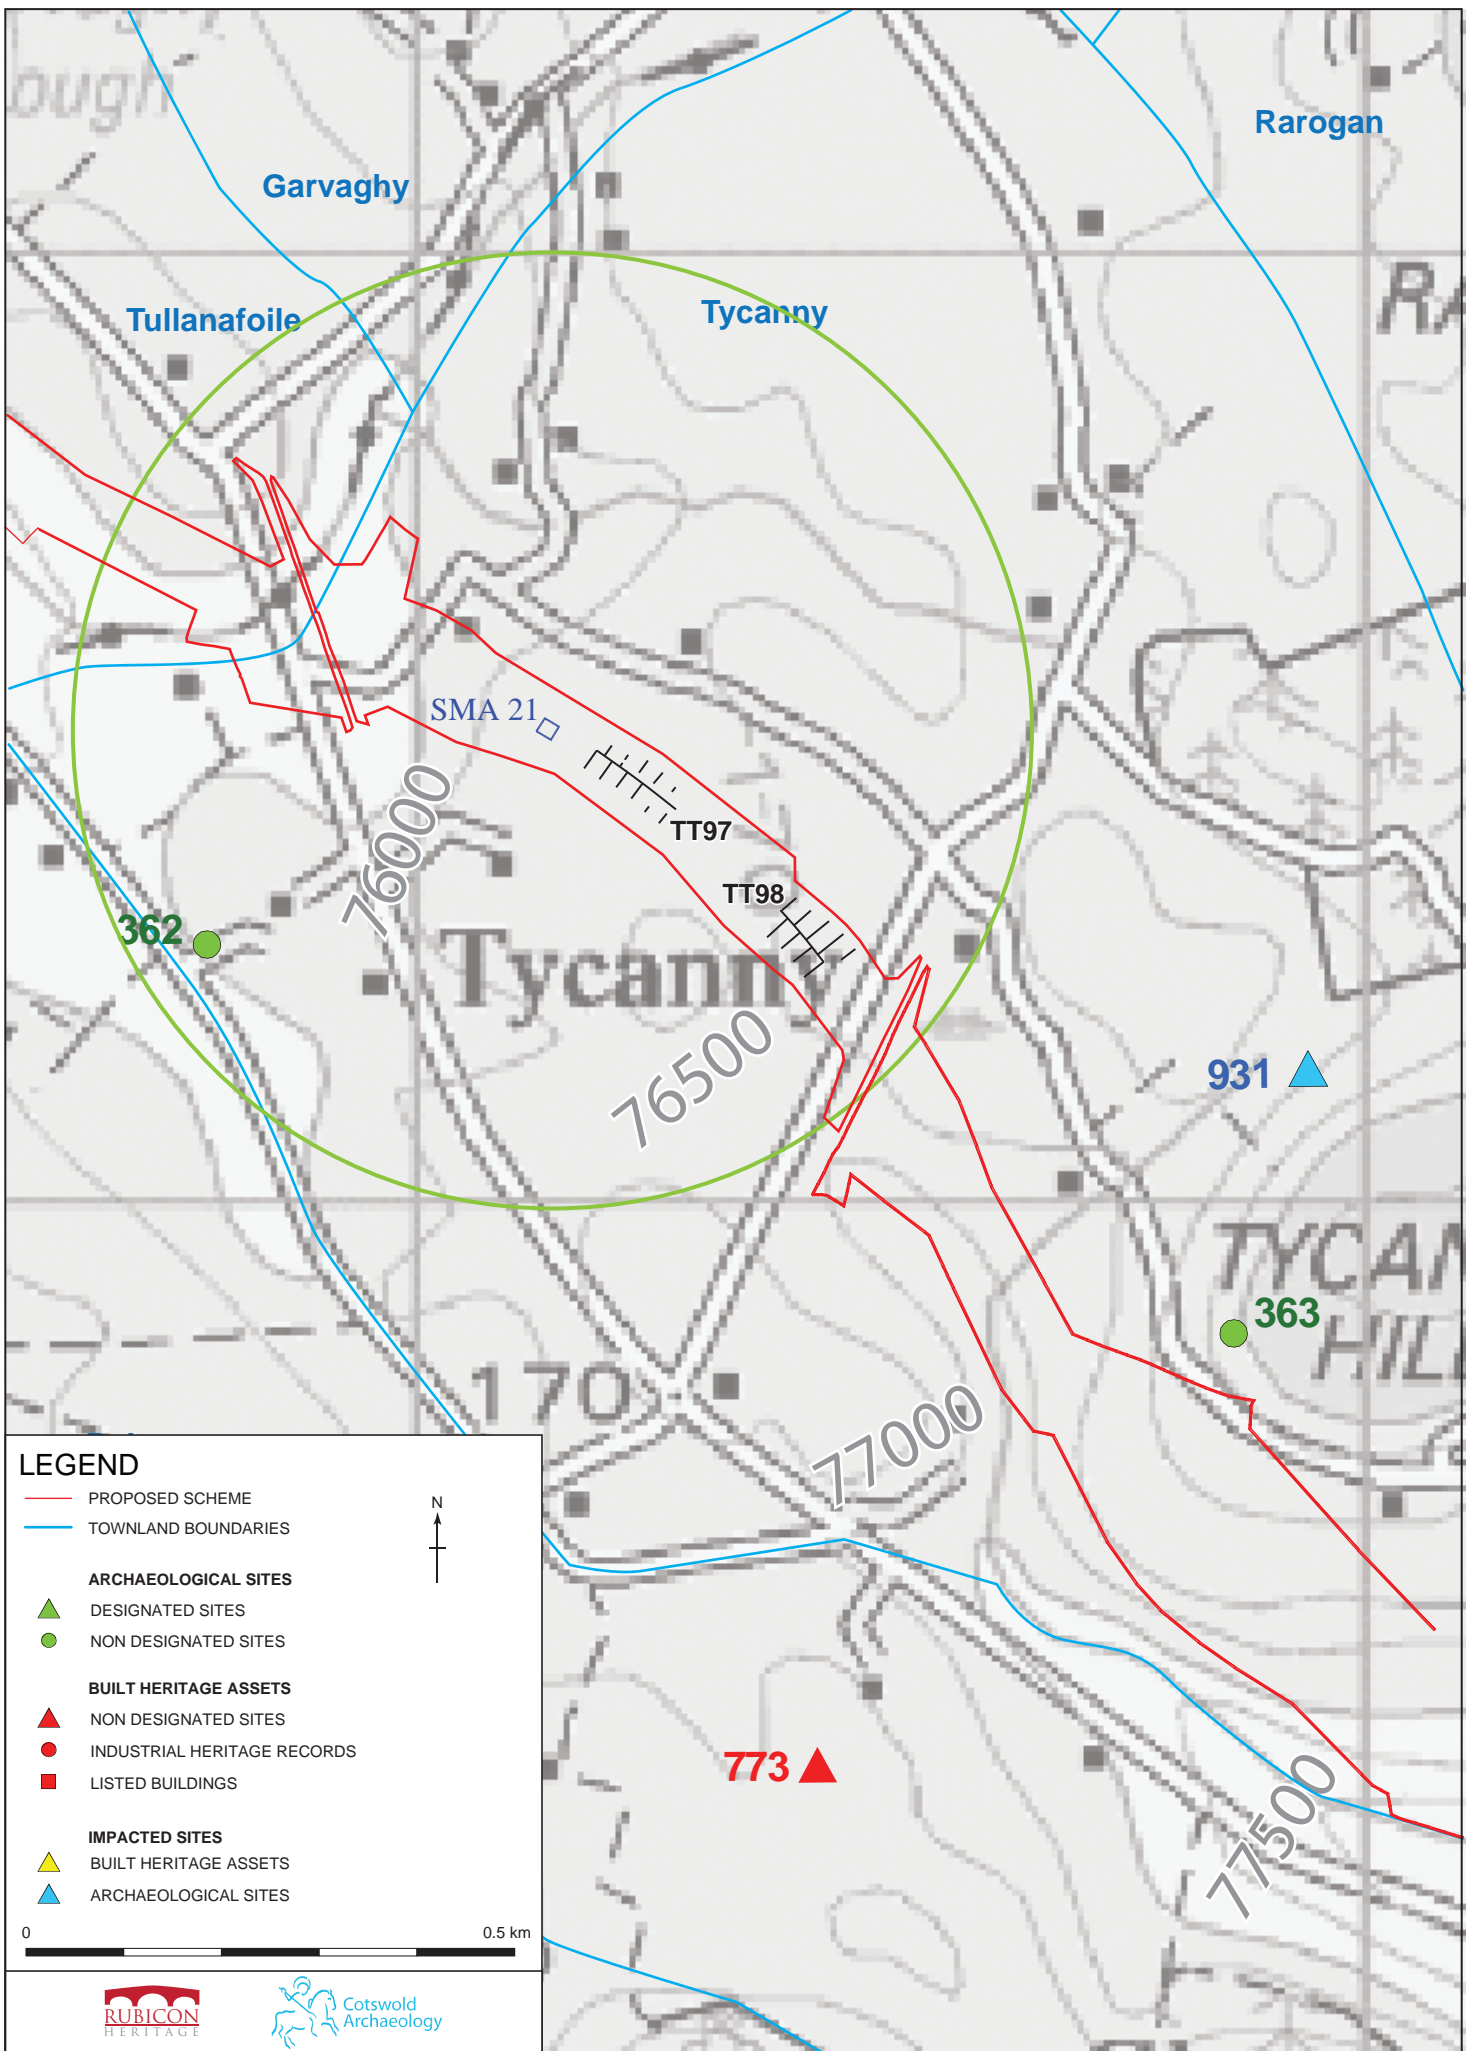 ough
Rarogan
Garvaghy
Tullanafoile
Tycanny
RA
SMA 21
TT97
76000
TT98
362
Tycanny
76500
931
TYCAN
363
HILL
170
77000
773
77500
LEGEND
PROPOSED SCHEME
TOWNLAND BOUNDARIES
N
ARCHAEOLOGICAL SITES
DESIGNATED SITES
NON DESIGNATED SITES
BUILT HERITAGE ASSETS
NON DESIGNATED SITES
INDUSTRIAL HERITAGE RECORDS
LISTED BUILDINGS
IMPACTED SITES
BUILT HERITAGE ASSETS
ARCHAEOLOGICAL SITES
0 0.5 km
RUBICON
HERITAGE
Cotswold
Archaeology